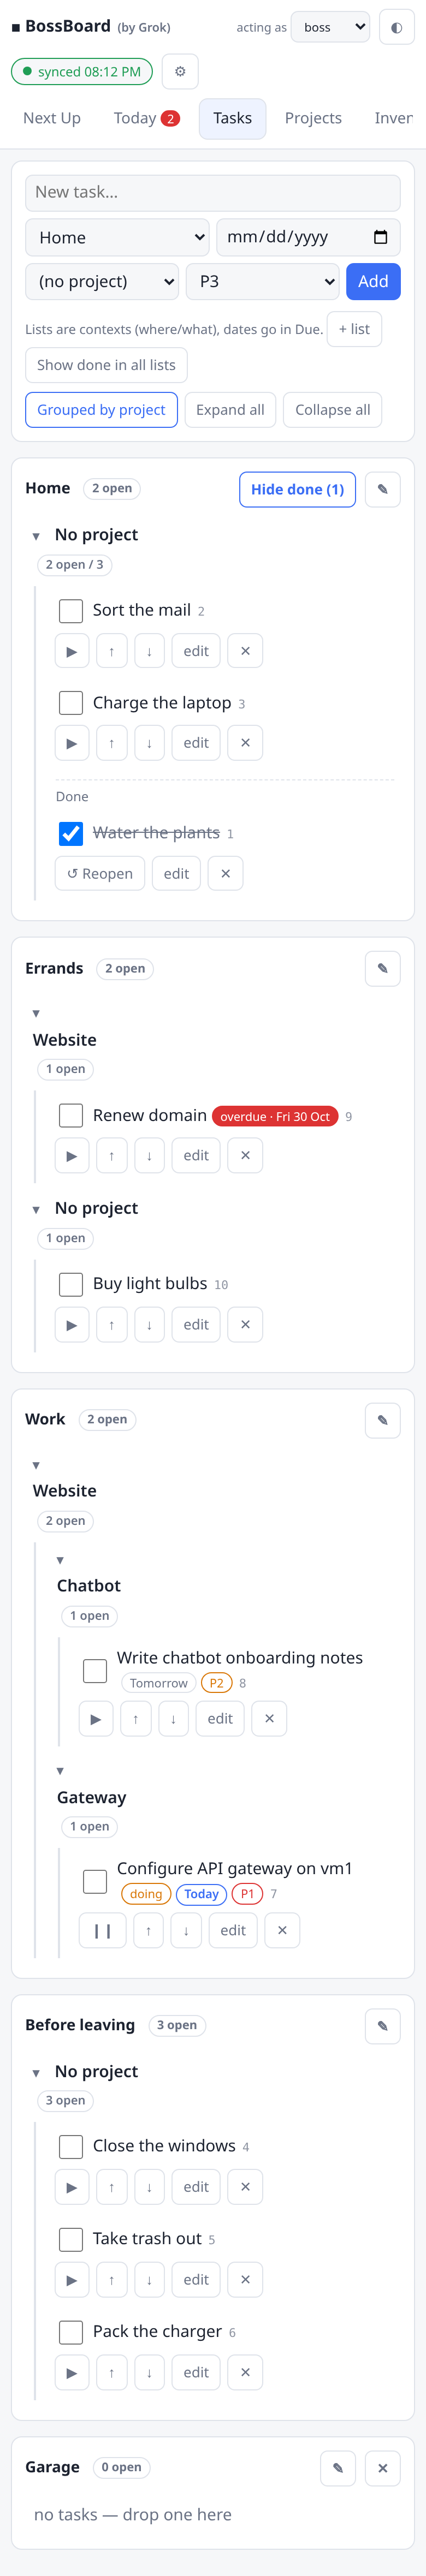 ■ BossBoard (by Grok) acting as boss ◐
synced 08:12 PM ⚙
Next Up Today 2 Tasks Projects Inver
New task...
Home mm/dd/yyyy
(no project) P3 Add
Lists are contexts (where/what), dates go in Due. + list
Show done in all lists
Grouped by project Expand all Collapse all
Home 2 open Hide done (1) ✎
▾ No project
2 open / 3
Sort the mail 2
▶ ↑ ↓ edit ✕
Charge the laptop 3
▶ ↑ ↓ edit ✕
Done
Water the plants 1
↺ Reopen edit ✕
Errands 2 open ✎
▾
Website
1 open
Renew domain overdue · Fri 30 Oct 9
▶ ↑ ↓ edit ✕
▾ No project
1 open
Buy light bulbs 10
▶ ↑ ↓ edit ✕
Work 2 open ✎
▾
Website
2 open
▾
Chatbot
1 open
Write chatbot onboarding notes
Tomorrow P2 8
▶ ↑ ↓ edit ✕
▾
Gateway
1 open
Configure API gateway on vm1
doing Today P1 7
❙❙ ↑ ↓ edit ✕
Before leaving 3 open ✎
▾ No project
3 open
Close the windows 4
▶ ↑ ↓ edit ✕
Take trash out 5
▶ ↑ ↓ edit ✕
Pack the charger 6
▶ ↑ ↓ edit ✕
Garage 0 open ✎ ✕
no tasks — drop one here